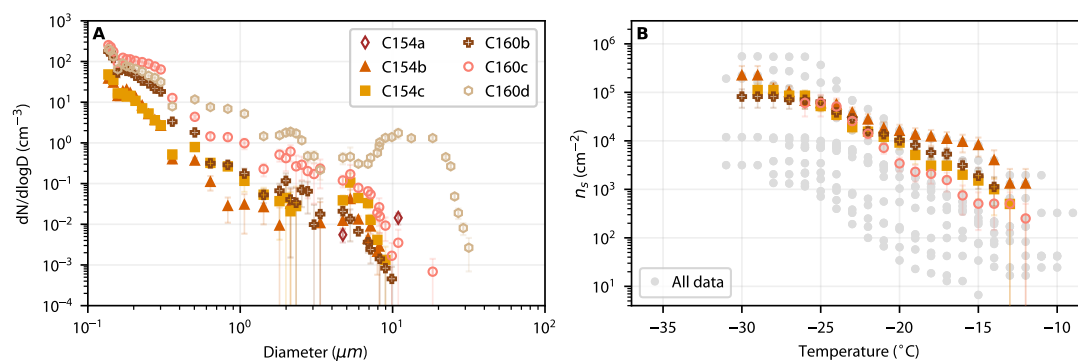 A
C154a
C154b
C154c
C160b
C160c
C160d
10³
10²
10¹
10⁰
10⁻¹
10⁻²
10⁻³
10⁻⁴
dN/dlogD (cm⁻³)
10⁻¹ 10⁰ 10¹ 10²
Diameter (μm)
B
10⁶
10⁵
10⁴
10³
10²
10¹
nₛ (cm⁻²)
All data
−35 −30 −25 −20 −15 −10
Temperature (°C)